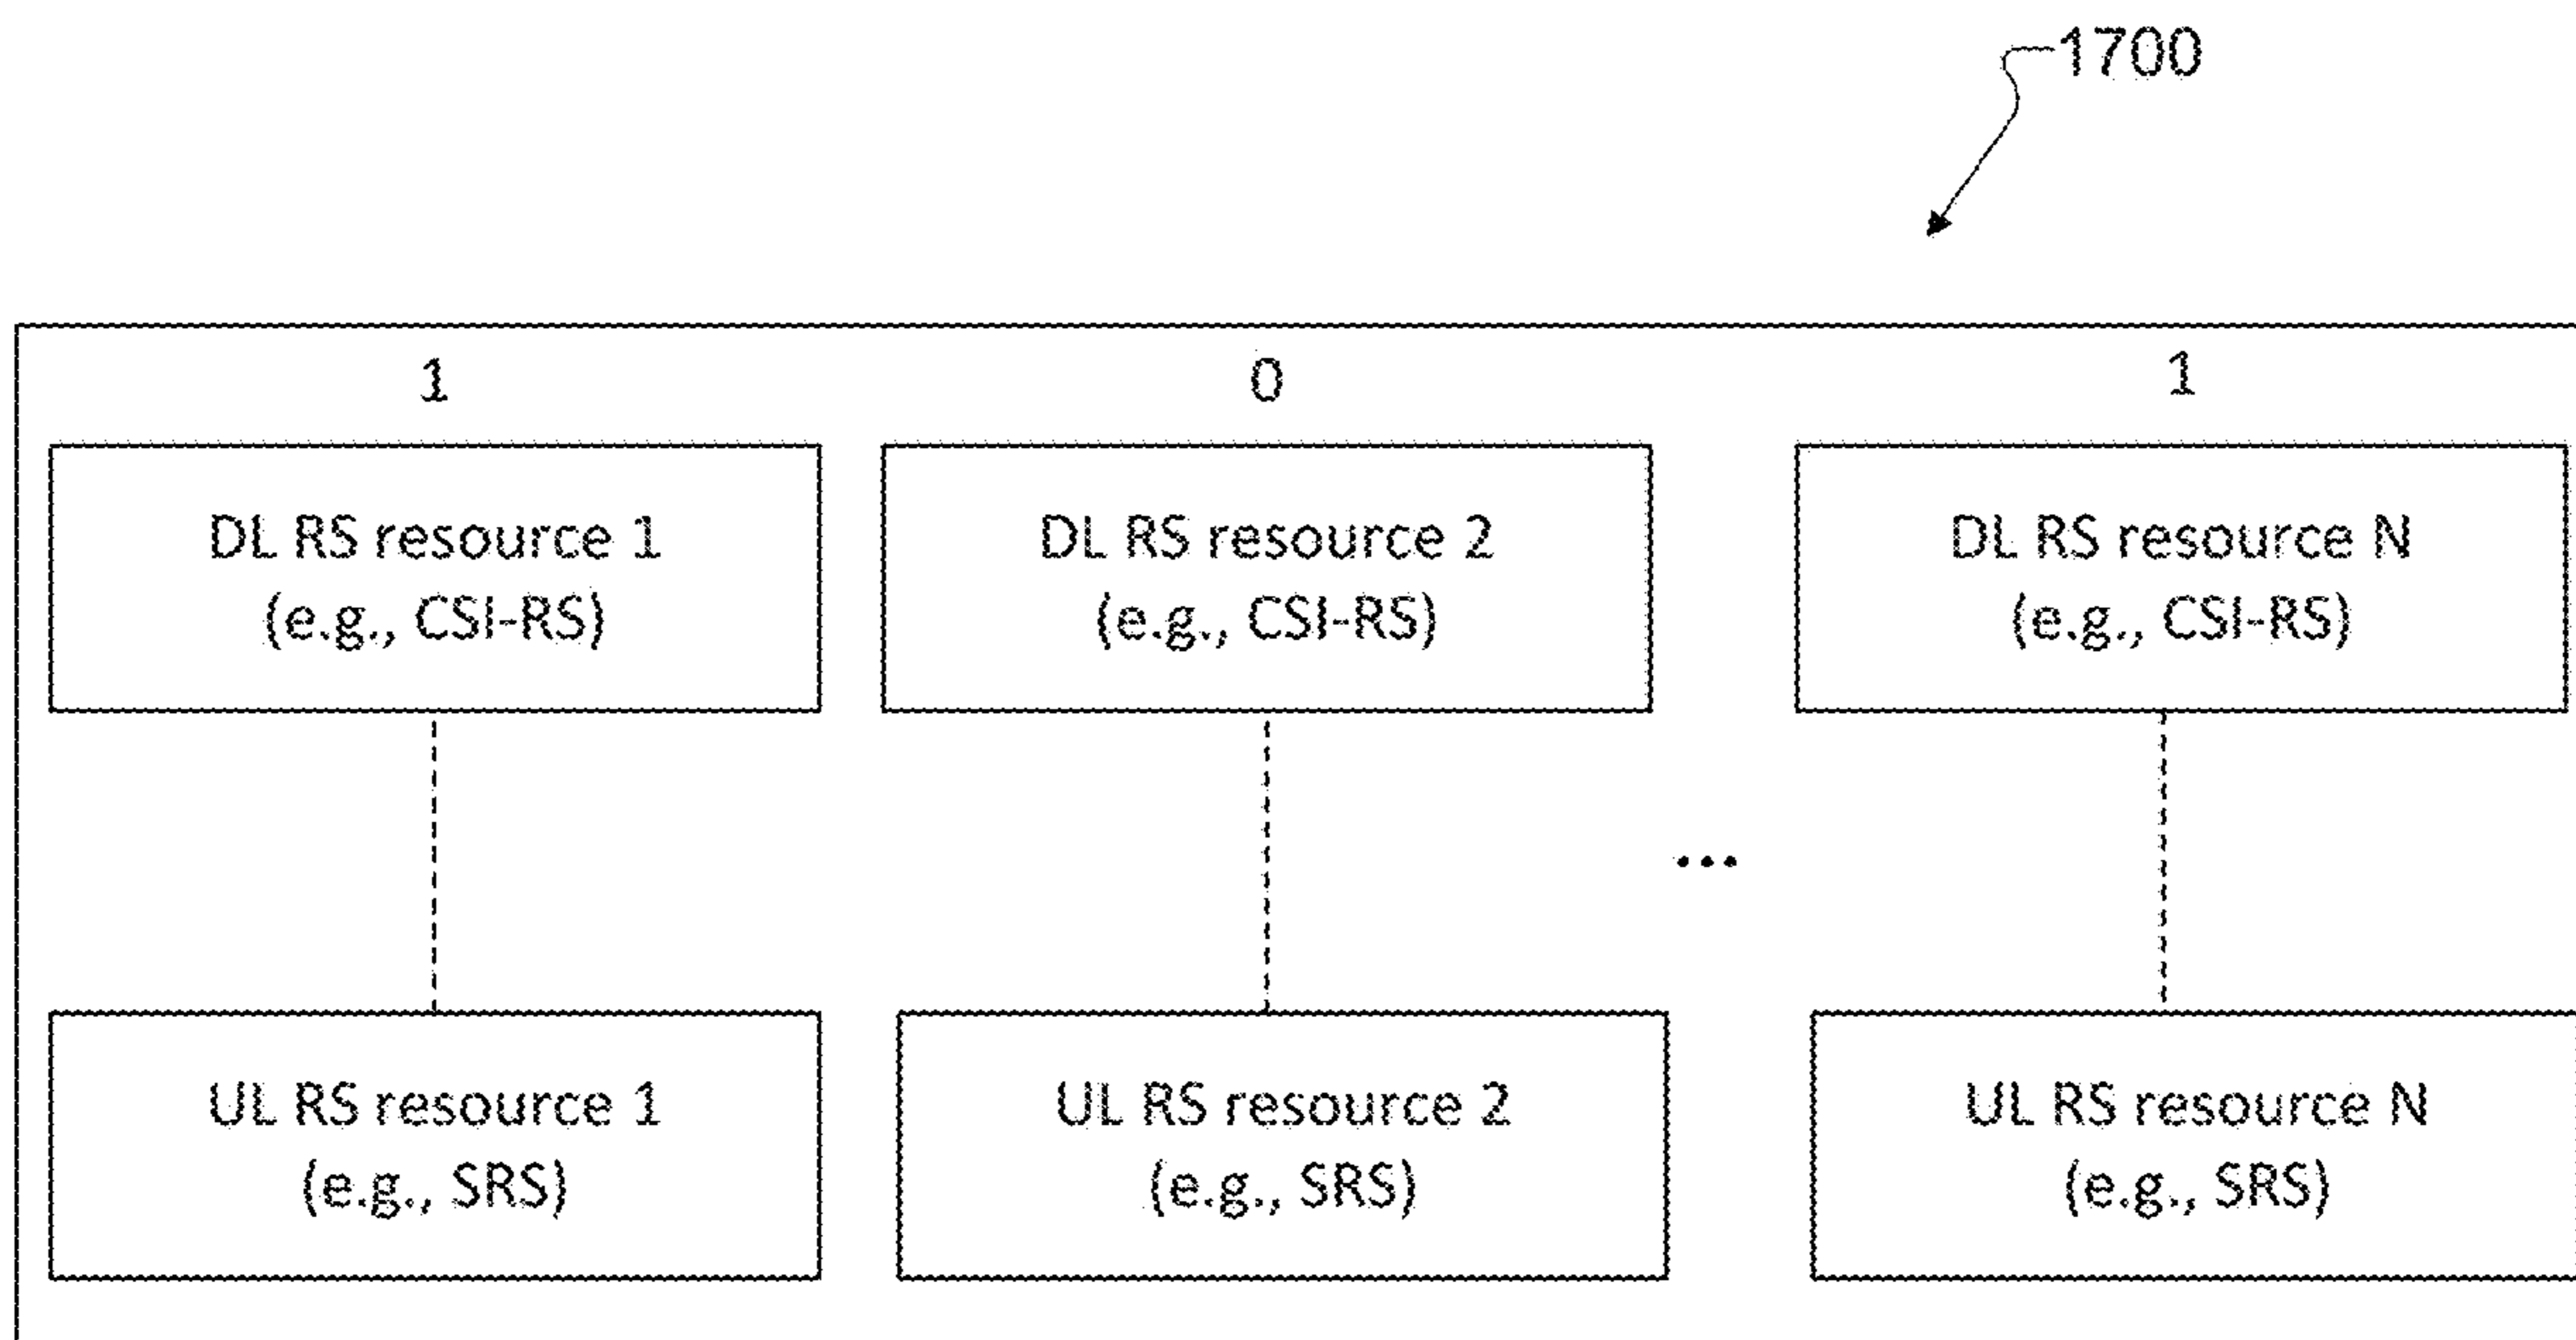 1700
1 0 1
DL RS resource 1
(e.g., CSI-RS)
DL RS resource 2
(e.g., CSI-RS)
...
DL RS resource N
(e.g., CSI-RS)
UL RS resource 1
(e.g., SRS)
UL RS resource 2
(e.g., SRS)
UL RS resource N
(e.g., SRS)